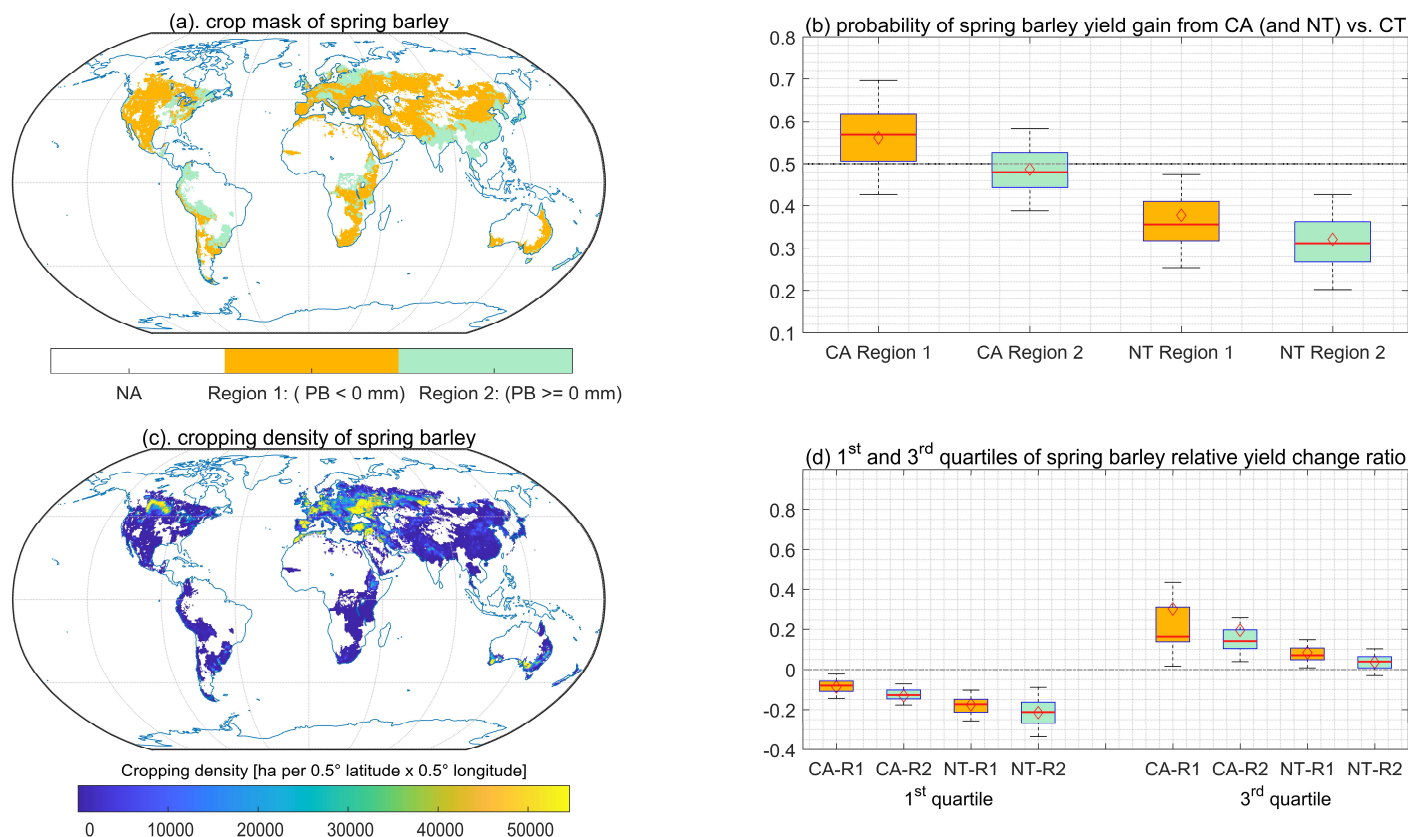 (a). crop mask of spring barley
NA
Region 1: ( PB < 0 mm)
Region 2: (PB >= 0 mm)
(b) probability of spring barley yield gain from CA (and NT) vs. CT
0.8
0.7
0.6
0.5
0.4
0.3
0.2
0.1
CA Region 1
CA Region 2
NT Region 1
NT Region 2
(c). cropping density of spring barley
Cropping density [ha per 0.5° latitude x 0.5° longitude]
0
10000
20000
30000
40000
50000
(d) 1st and 3rd quartiles of spring barley relative yield change ratio
0.8
0.6
0.4
0.2
0
-0.2
-0.4
CA-R1
CA-R2
NT-R1
NT-R2
CA-R1
CA-R2
NT-R1
NT-R2
1st quartile
3rd quartile